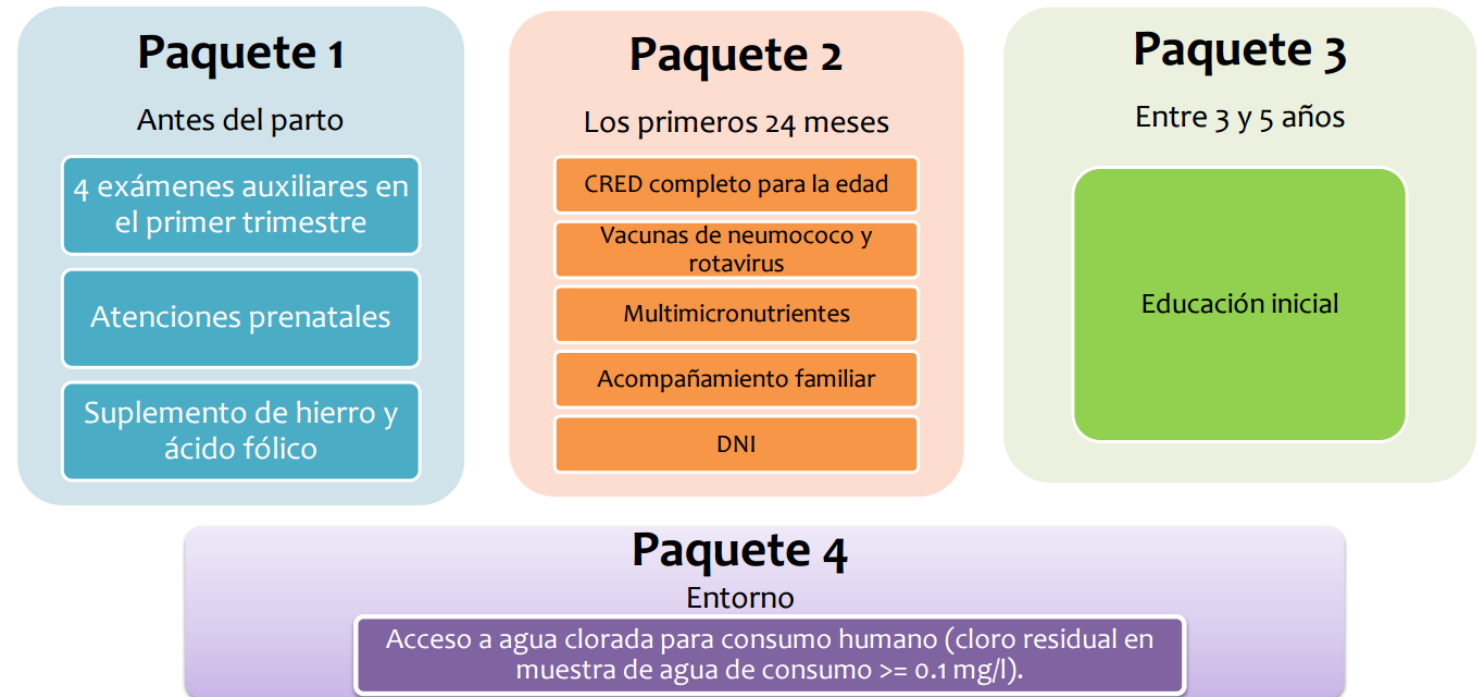 Paquete 1
Antes del parto
4 exámenes auxiliares en
el primer trimestre
Atenciones prenatales
Suplemento de hierro y
ácido fólico
Paquete 2
Los primeros 24 meses
CRED completo para la edad
Vacunas de neumococo y
rotavirus
Multimicronutrientes
Acompañamiento familiar
DNI
Paquete 3
Entre 3 y 5 años
Educación inicial
Paquete 4
Entorno
Acceso a agua clorada para consumo humano (cloro residual en
muestra de agua de consumo >= 0.1 mg/l).